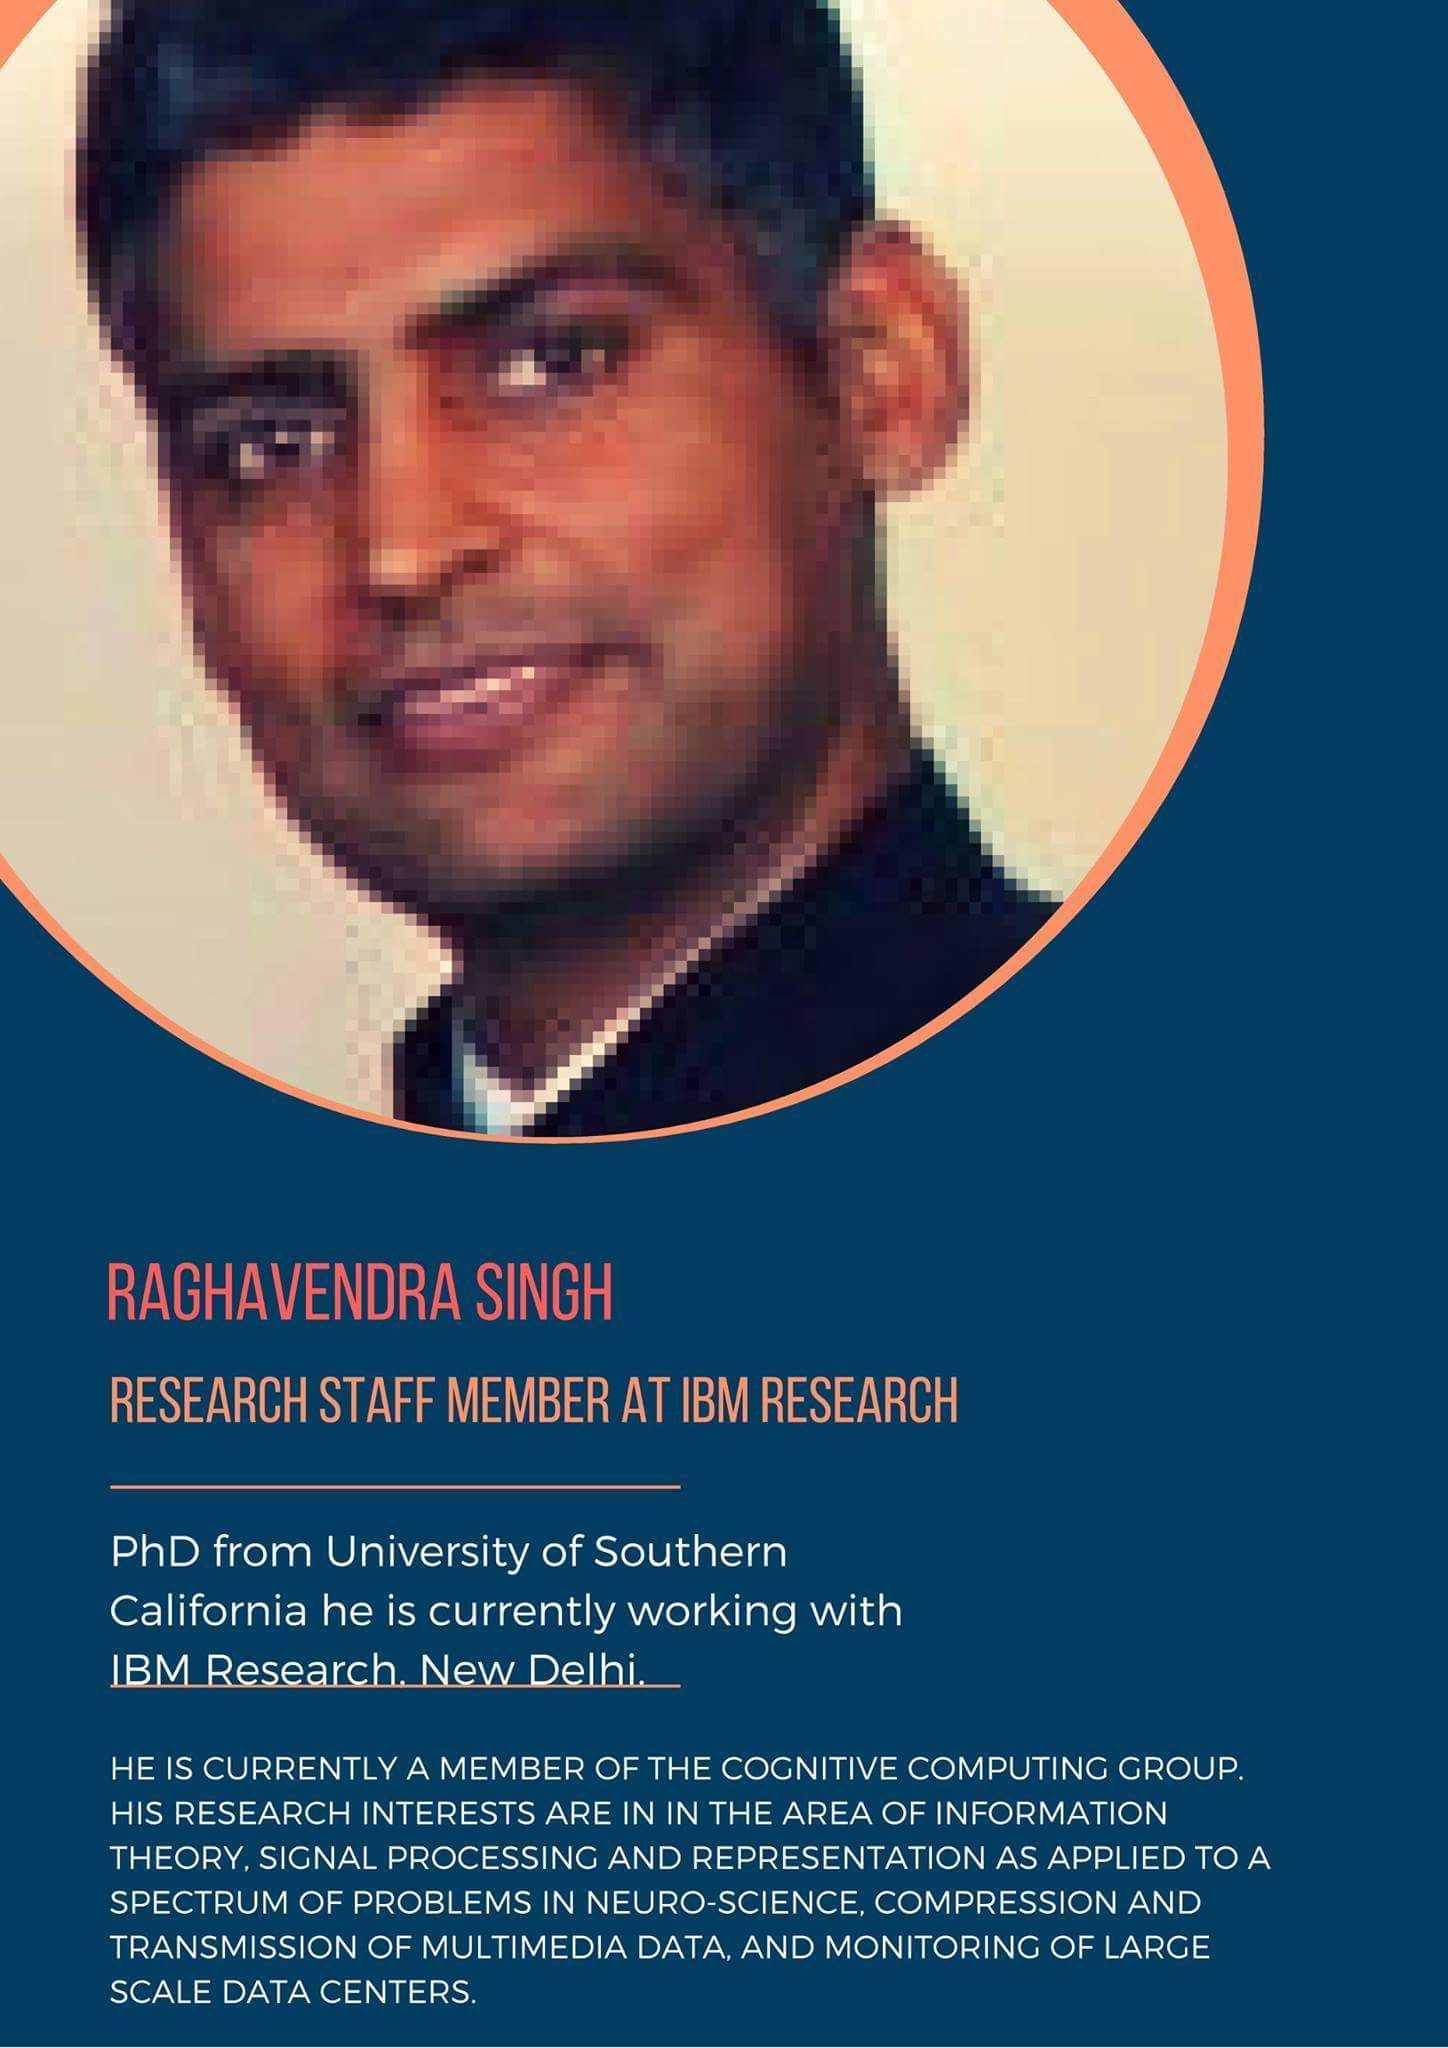 RAGHAVENDRA SINGH
RESEARCH STAFF MEMBER AT IBM RESEARCH
PhD from University of Southern
California he is currently working with
IBM Research, New Delhi.
HE IS CURRENTLY A MEMBER OF THE COGNITIVE COMPUTING GROUP.
HIS RESEARCH INTERESTS ARE IN IN THE AREA OF INFORMATION
THEORY, SIGNAL PROCESSING AND REPRESENTATION AS APPLIED TO A
SPECTRUM OF PROBLEMS IN NEURO-SCIENCE, COMPRESSION AND
TRANSMISSION OF MULTIMEDIA DATA, AND MONITORING OF LARGE
SCALE DATA CENTERS.